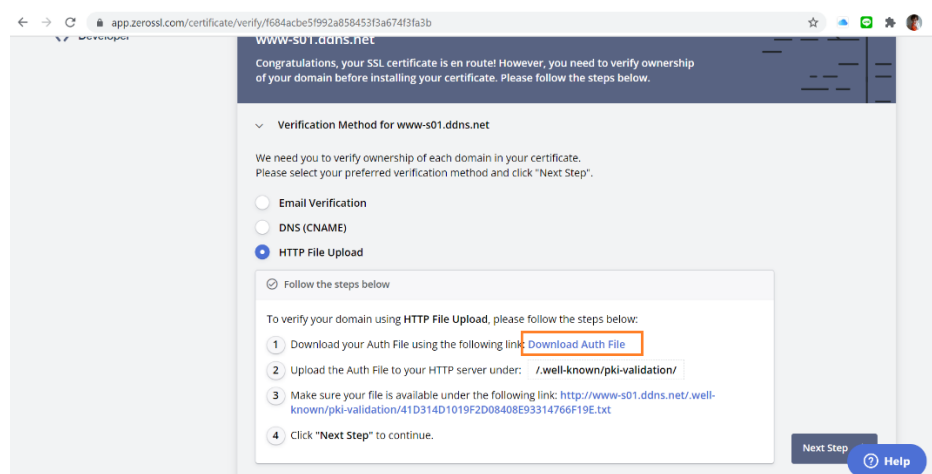 app.zerossl.com/certificate/verify/f684acbe5f992a858453f3a674f3fa3b
Developer
www-s01.ddns.net
Congratulations, your SSL certificate is en route! However, you need to verify ownership
of your domain before installing your certificate. Please follow the steps below.
Verification Method for www-s01.ddns.net
We need you to verify ownership of each domain in your certificate.
Please select your preferred verification method and click "Next Step".
Email Verification
DNS (CNAME)
HTTP File Upload
Follow the steps below
To verify your domain using HTTP File Upload, please follow the steps below:
1 Download your Auth File using the following link: Download Auth File
2 Upload the Auth File to your HTTP server under: /.well-known/pki-validation/
3 Make sure your file is available under the following link: http://www-s01.ddns.net/.well-
known/pki-validation/41D314D1019F2D08408E93314766F19E.txt
4 Click "Next Step" to continue.
Next Step
Help